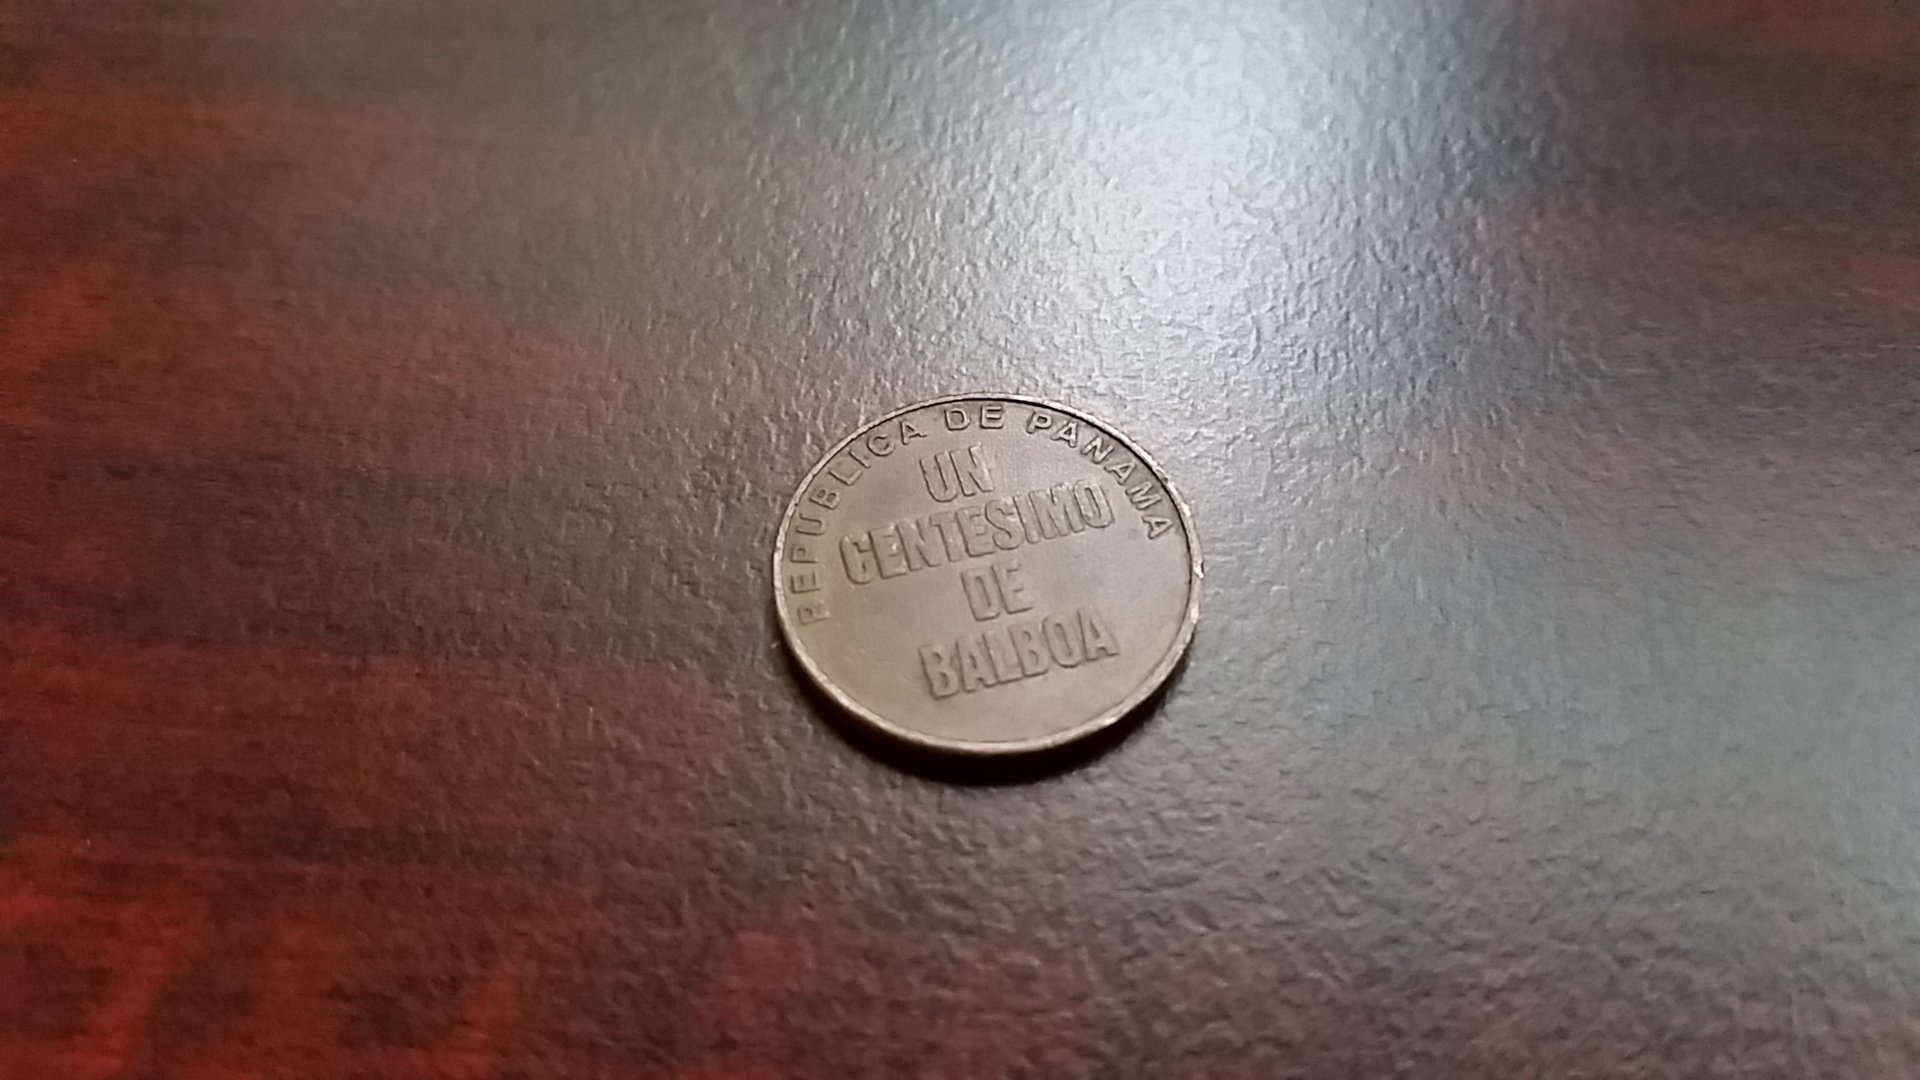 REPUBLICA DE PANAMA
UN
CENTESIMO
DE
BALBOA